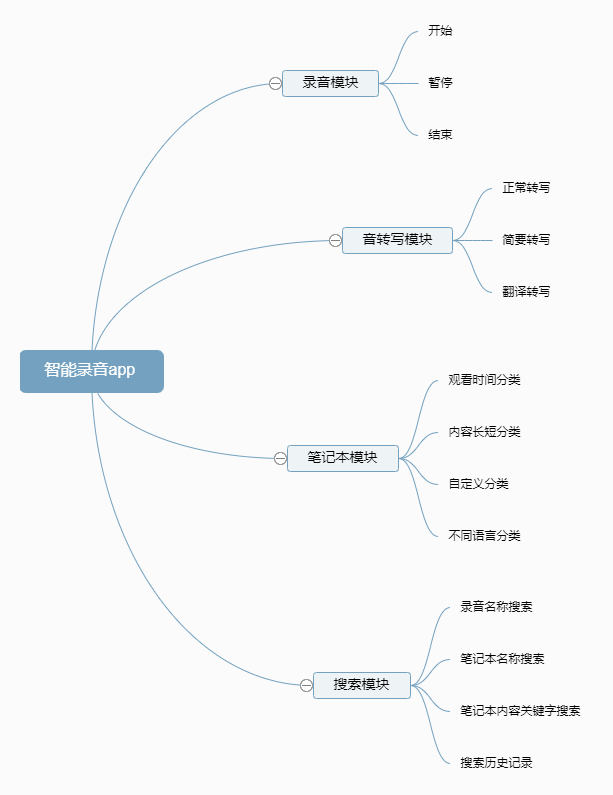 开始
录音模块
暂停
结束
正常转写
音转写模块
简要转写
翻译转写
智能录音app
观看时间分类
内容长短分类
笔记本模块
自定义分类
不同语言分类
录音名称搜索
笔记本名称搜索
搜索模块
笔记本内容关键字搜索
搜索历史记录